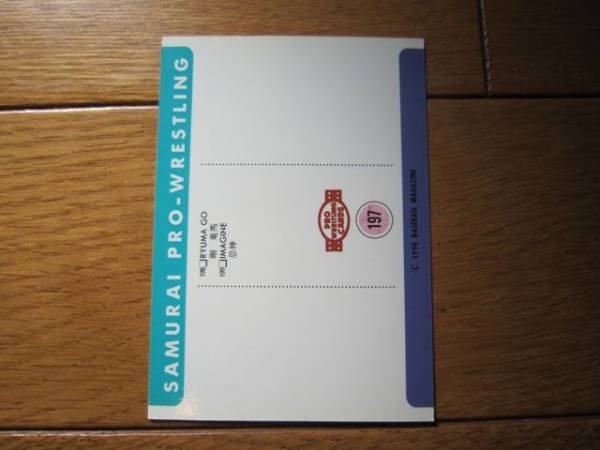 SAMURAI PRO-WRESTLING
198□RYUMA GO
剛 竜馬
199□IMAGINE
忍神
PRO
WRESTLING
CARDS
197
© 1996 BASEBALL MAGAZINE